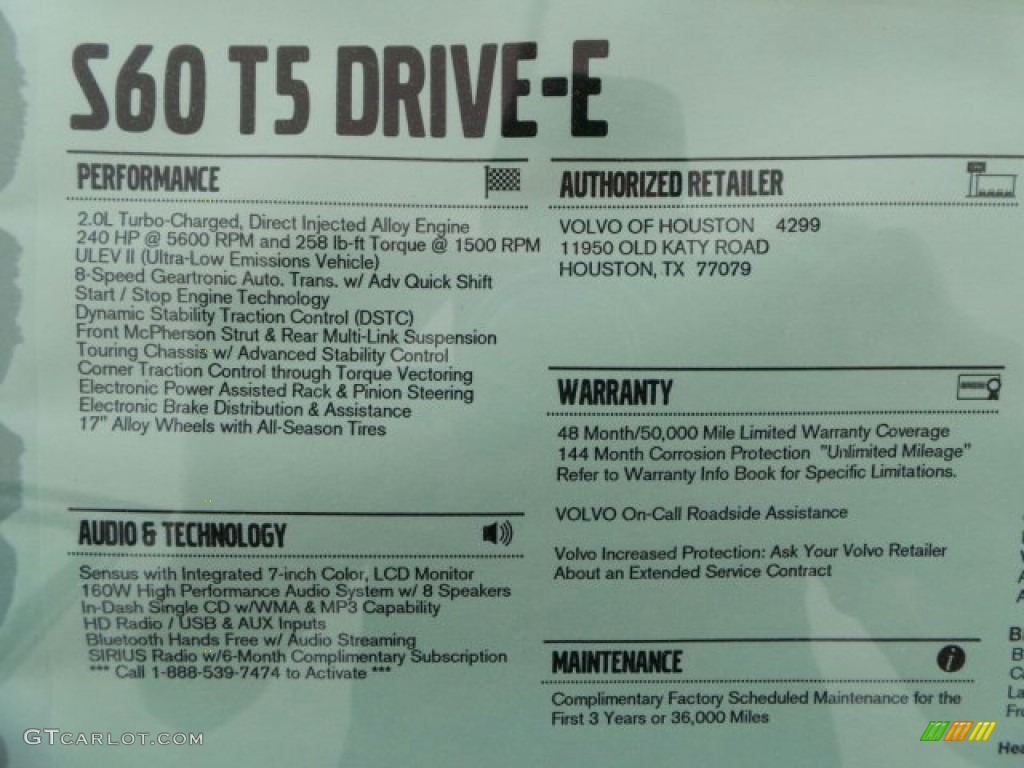 S60 T5 DRIVE-E
PERFORMANCE
2.0L Turbo-Charged, Direct Injected Alloy Engine
240 HP @ 5600 RPM and 258 lb-ft Torque @ 1500 RPM
ULEV II (Ultra-Low Emissions Vehicle)
8-Speed Geartronic Auto. Trans. w/ Adv Quick Shift
Start / Stop Engine Technology
Dynamic Stability Traction Control (DSTC)
Front McPherson Strut & Rear Multi-Link Suspension
Touring Chassis w/ Advanced Stability Control
Corner Traction Control through Torque Vectoring
Electronic Power Assisted Rack & Pinion Steering
Electronic Brake Distribution & Assistance
17" Alloy Wheels with All-Season Tires
AUDIO & TECHNOLOGY
Sensus with Integrated 7-inch Color, LCD Monitor
160W High Performance Audio System w/ 8 Speakers
In-Dash Single CD w/WMA & MP3 Capability
HD Radio / USB & AUX Inputs
Bluetooth Hands Free w/ Audio Streaming
SIRIUS Radio w/6-Month Complimentary Subscription
*** Call 1-888-539-7474 to Activate ***
AUTHORIZED RETAILER
VOLVO OF HOUSTON 4299
11950 OLD KATY ROAD
HOUSTON, TX 77079
WARRANTY
48 Month/50,000 Mile Limited Warranty Coverage
144 Month Corrosion Protection "Unlimited Mileage"
Refer to Warranty Info Book for Specific Limitations.
VOLVO On-Call Roadside Assistance
Volvo Increased Protection: Ask Your Volvo Retailer
About an Extended Service Contract
MAINTENANCE
Complimentary Factory Scheduled Maintenance for the
First 3 Years or 36,000 Miles
GTCARLOT.COM